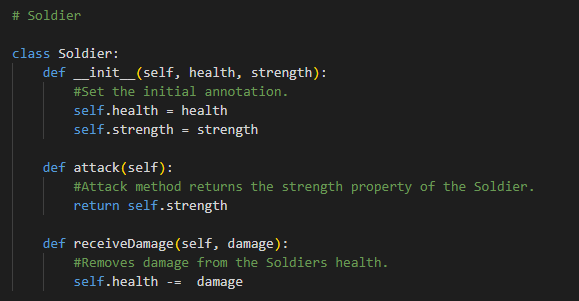 # Soldier
class Soldier:
    def __init__(self, health, strength):
        #Set the initial annotation.
        self.health = health
        self.strength = strength
    def attack(self):
        #Attack method returns the strength property of the Soldier.
        return self.strength
    def receiveDamage(self, damage):
        #Removes damage from the Soldiers health.
        self.health -=  damage